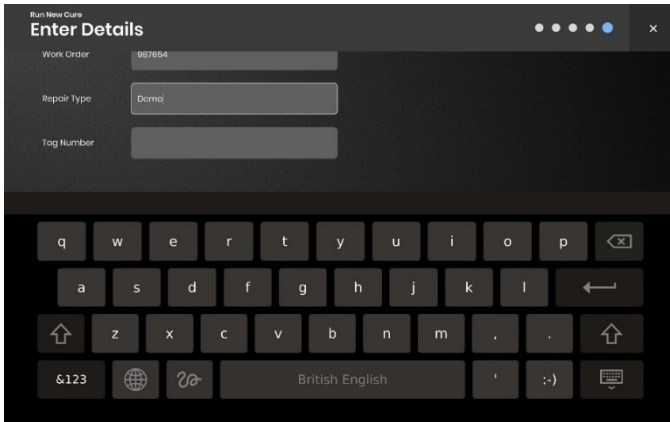 Run New Cure
Enter Details
Work Order 987654
Repair Type Demo
Tag Number
q w e r t y u i o p
a s d f g h j k l
z x c v b n m , .
&123 British English ' :-)